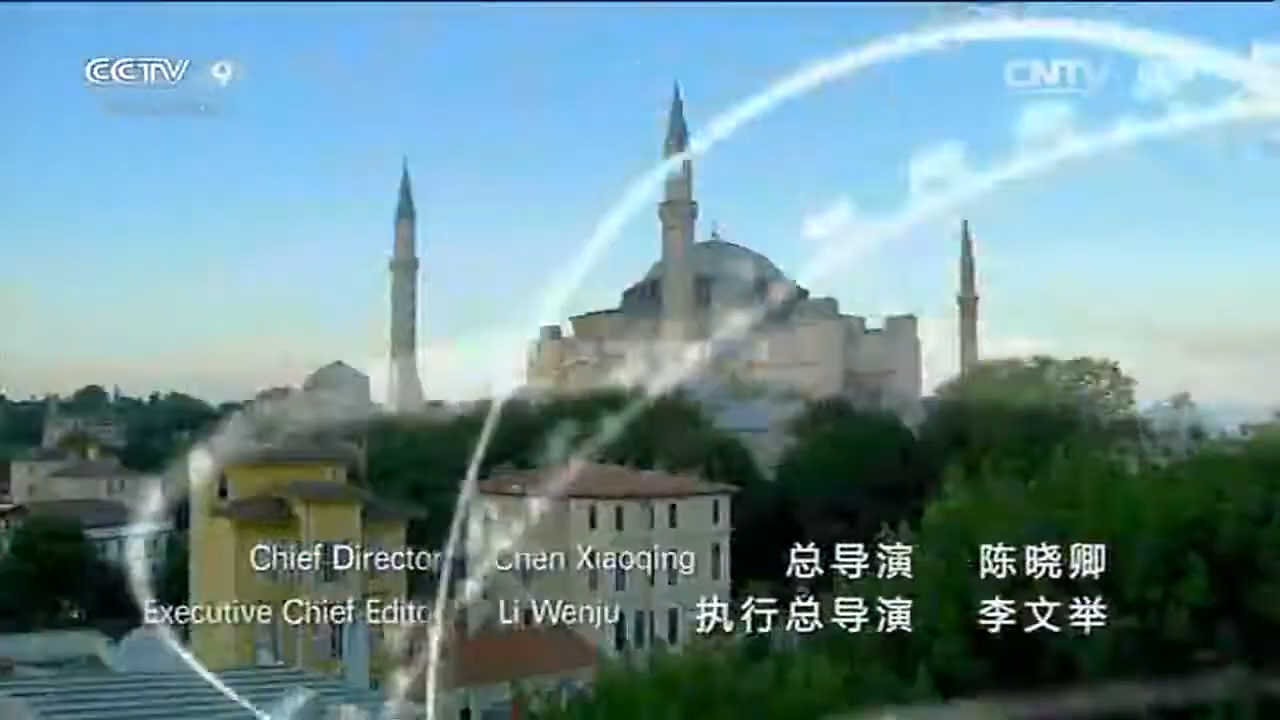 CCTV 9
CNTV
Chief Director Chen Xiaoqing 总导演 陈晓卿
Executive Chief Editor Li Wenju 执行总导演 李文举